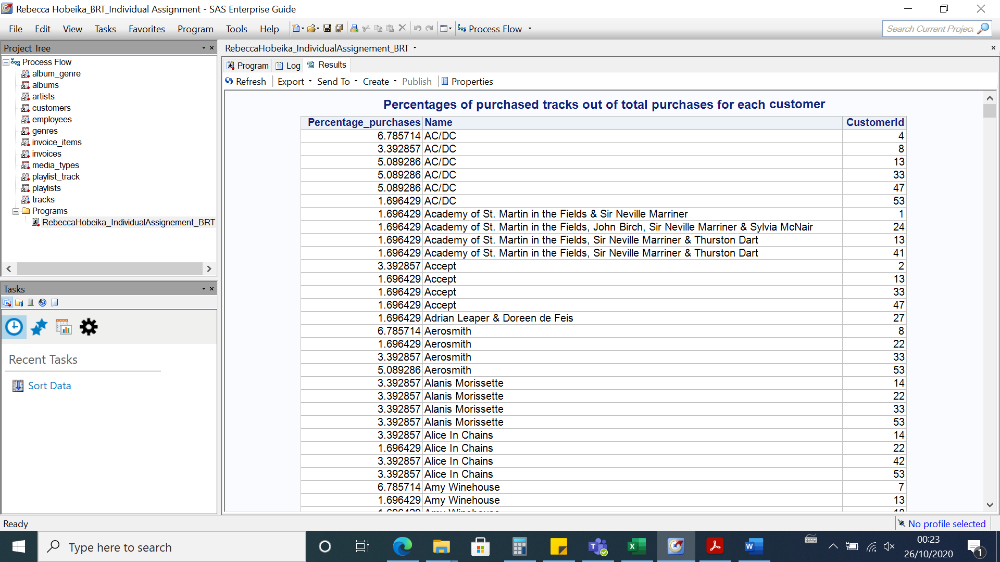 Rebecca Hobeika_BRT_Individual Assignment - SAS Enterprise Guide
File Edit View Tasks Favorites Program Tools Help Process Flow Search Current Project
Project Tree
Process Flow
album_genre
albums
artists
customers
employees
genres
invoice_items
invoices
media_types
playlist_track
playlists
tracks
Programs
RebeccaHobeika_IndividualAssignement_BRT
Tasks
Recent Tasks
Sort Data
RebeccaHobeika_IndividualAssignement_BRT
Program Log Results
Refresh Export Send To Create Publish Properties
Percentages of purchased tracks out of total purchases for each customer
Percentage_purchases Name CustomerId
6.785714 AC/DC 4
3.392857 AC/DC 8
5.089286 AC/DC 13
5.089286 AC/DC 33
5.089286 AC/DC 47
1.696429 AC/DC 53
1.696429 Academy of St. Martin in the Fields & Sir Neville Marriner 1
1.696429 Academy of St. Martin in the Fields, John Birch, Sir Neville Marriner & Sylvia McNair 24
1.696429 Academy of St. Martin in the Fields, Sir Neville Marriner & Thurston Dart 13
1.696429 Academy of St. Martin in the Fields, Sir Neville Marriner & Thurston Dart 41
3.392857 Accept 2
1.696429 Accept 13
1.696429 Accept 33
1.696429 Accept 47
1.696429 Adrian Leaper & Doreen de Feis 27
6.785714 Aerosmith 8
1.696429 Aerosmith 22
3.392857 Aerosmith 33
5.089286 Aerosmith 53
3.392857 Alanis Morissette 14
3.392857 Alanis Morissette 22
3.392857 Alanis Morissette 33
3.392857 Alanis Morissette 53
3.392857 Alice In Chains 14
1.696429 Alice In Chains 22
3.392857 Alice In Chains 42
3.392857 Alice In Chains 53
6.785714 Amy Winehouse 7
1.696429 Amy Winehouse 13
Ready
No profile selected
Type here to search
00:23
26/10/2020
1